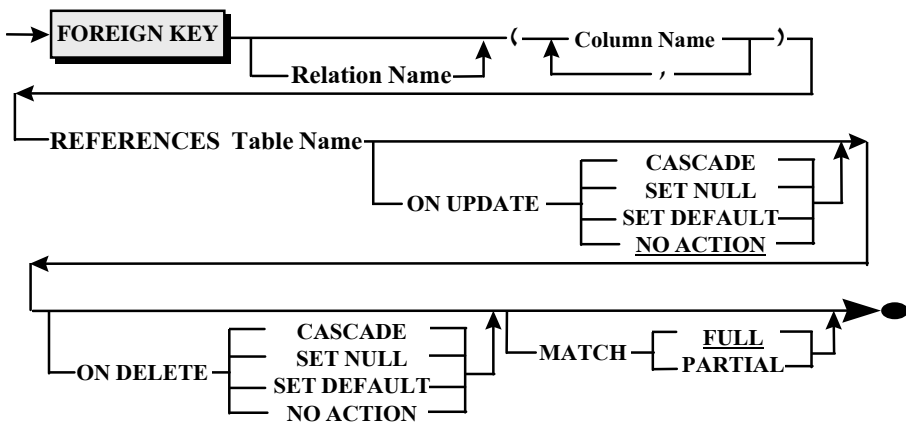 FOREIGN KEY
( Column Name )
Relation Name
,
REFERENCES Table Name
CASCADE
SET NULL
ON UPDATE
SET DEFAULT
NO ACTION
CASCADE
SET NULL
ON DELETE
SET DEFAULT
NO ACTION
MATCH
FULL
PARTIAL